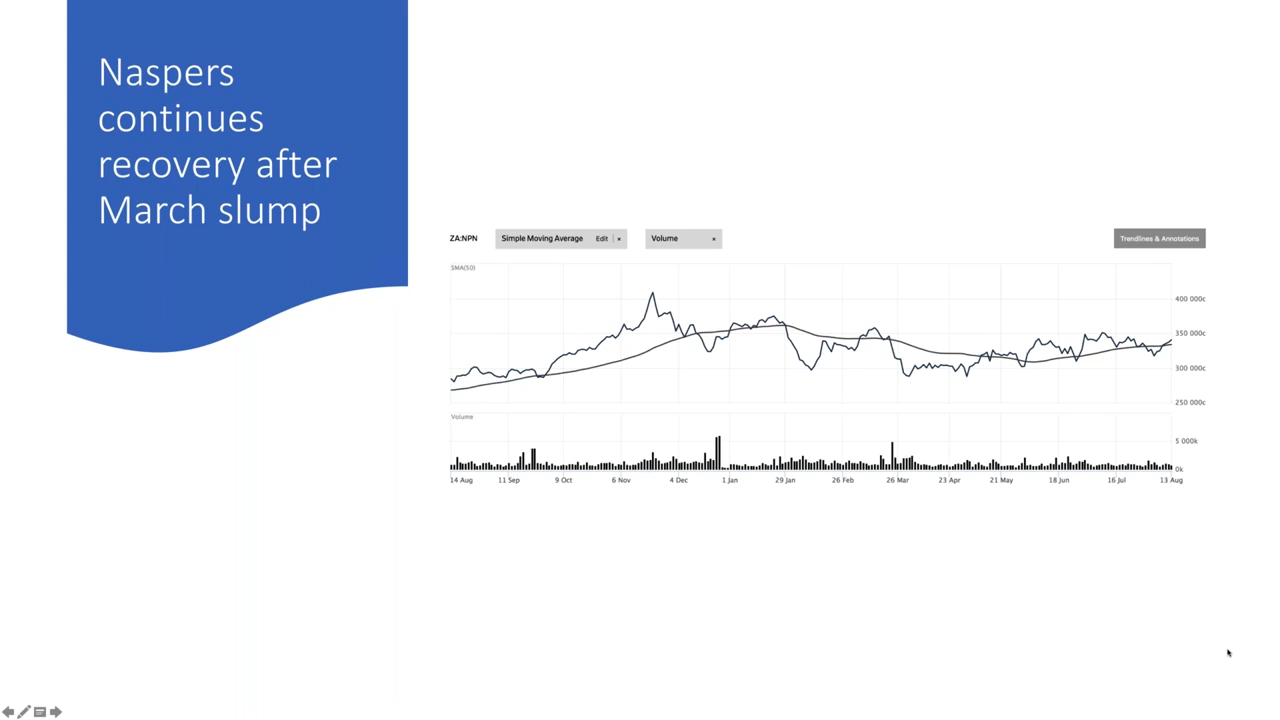 Naspers
continues
recovery after
March slump
ZA:NPN Simple Moving Average Edit × Volume × Trendlines & Annotations
SMA(50)
400 000c
350 000c
300 000c
250 000c
Volume
5 000k
0k
14 Aug 11 Sep 9 Oct 6 Nov 4 Dec 1 Jan 29 Jan 26 Feb 26 Mar 23 Apr 21 May 18 Jun 16 Jul 13 Aug